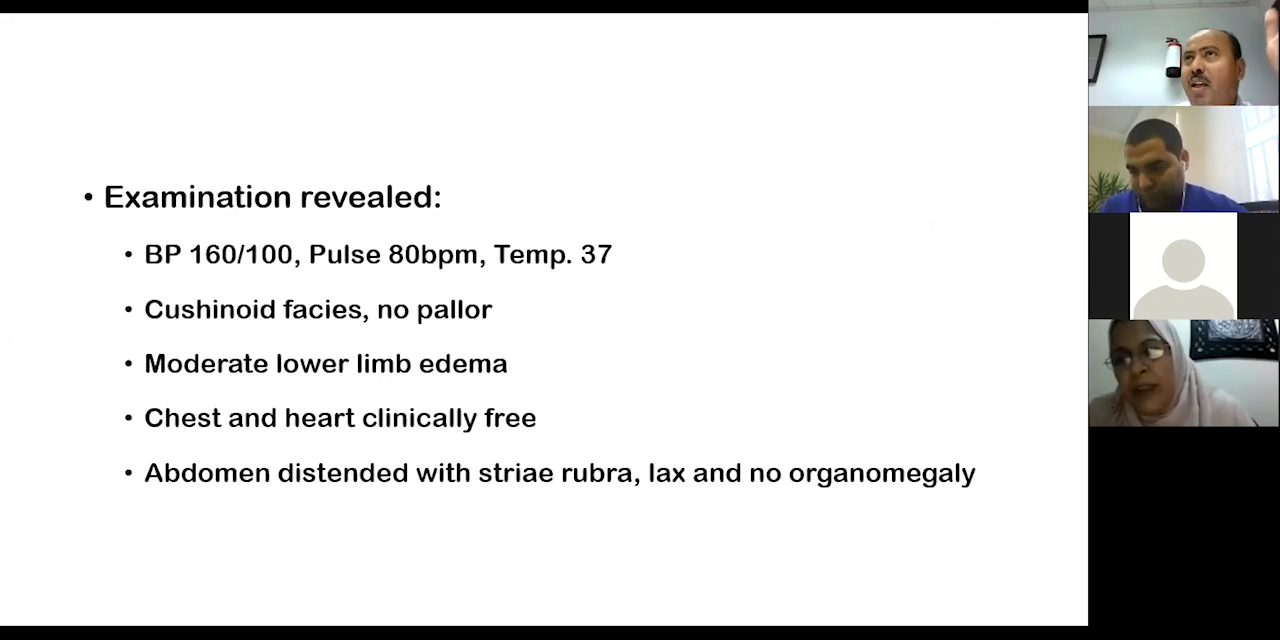 • Examination revealed:
• BP 160/100, Pulse 80bpm, Temp. 37
• Cushinoid facies, no pallor
• Moderate lower limb edema
• Chest and heart clinically free
• Abdomen distended with striae rubra, lax and no organomegaly